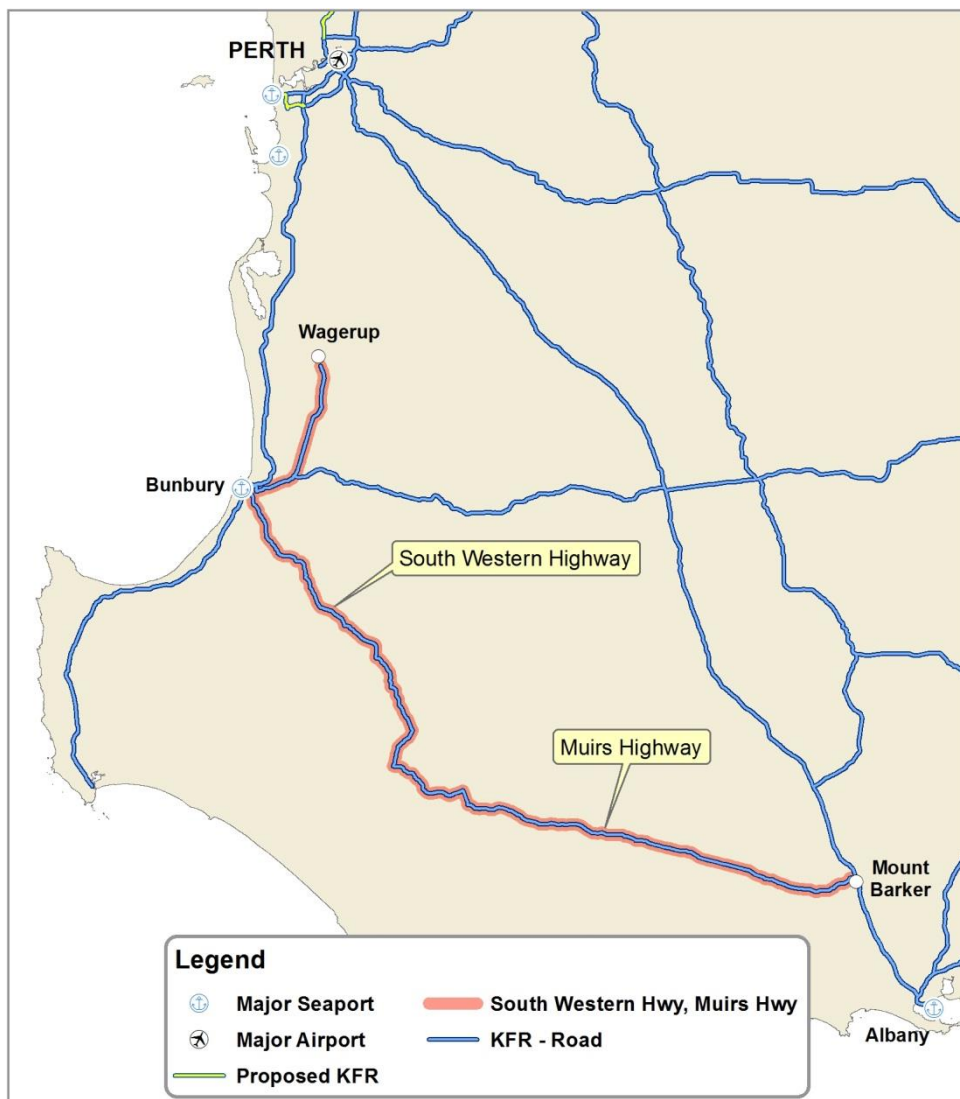 PERTH
Wagerup
Bunbury
South Western Highway
Muirs Highway
Mount
Barker
Albany
Legend
Major Seaport
South Western Hwy, Muirs Hwy
Major Airport
KFR - Road
Proposed KFR